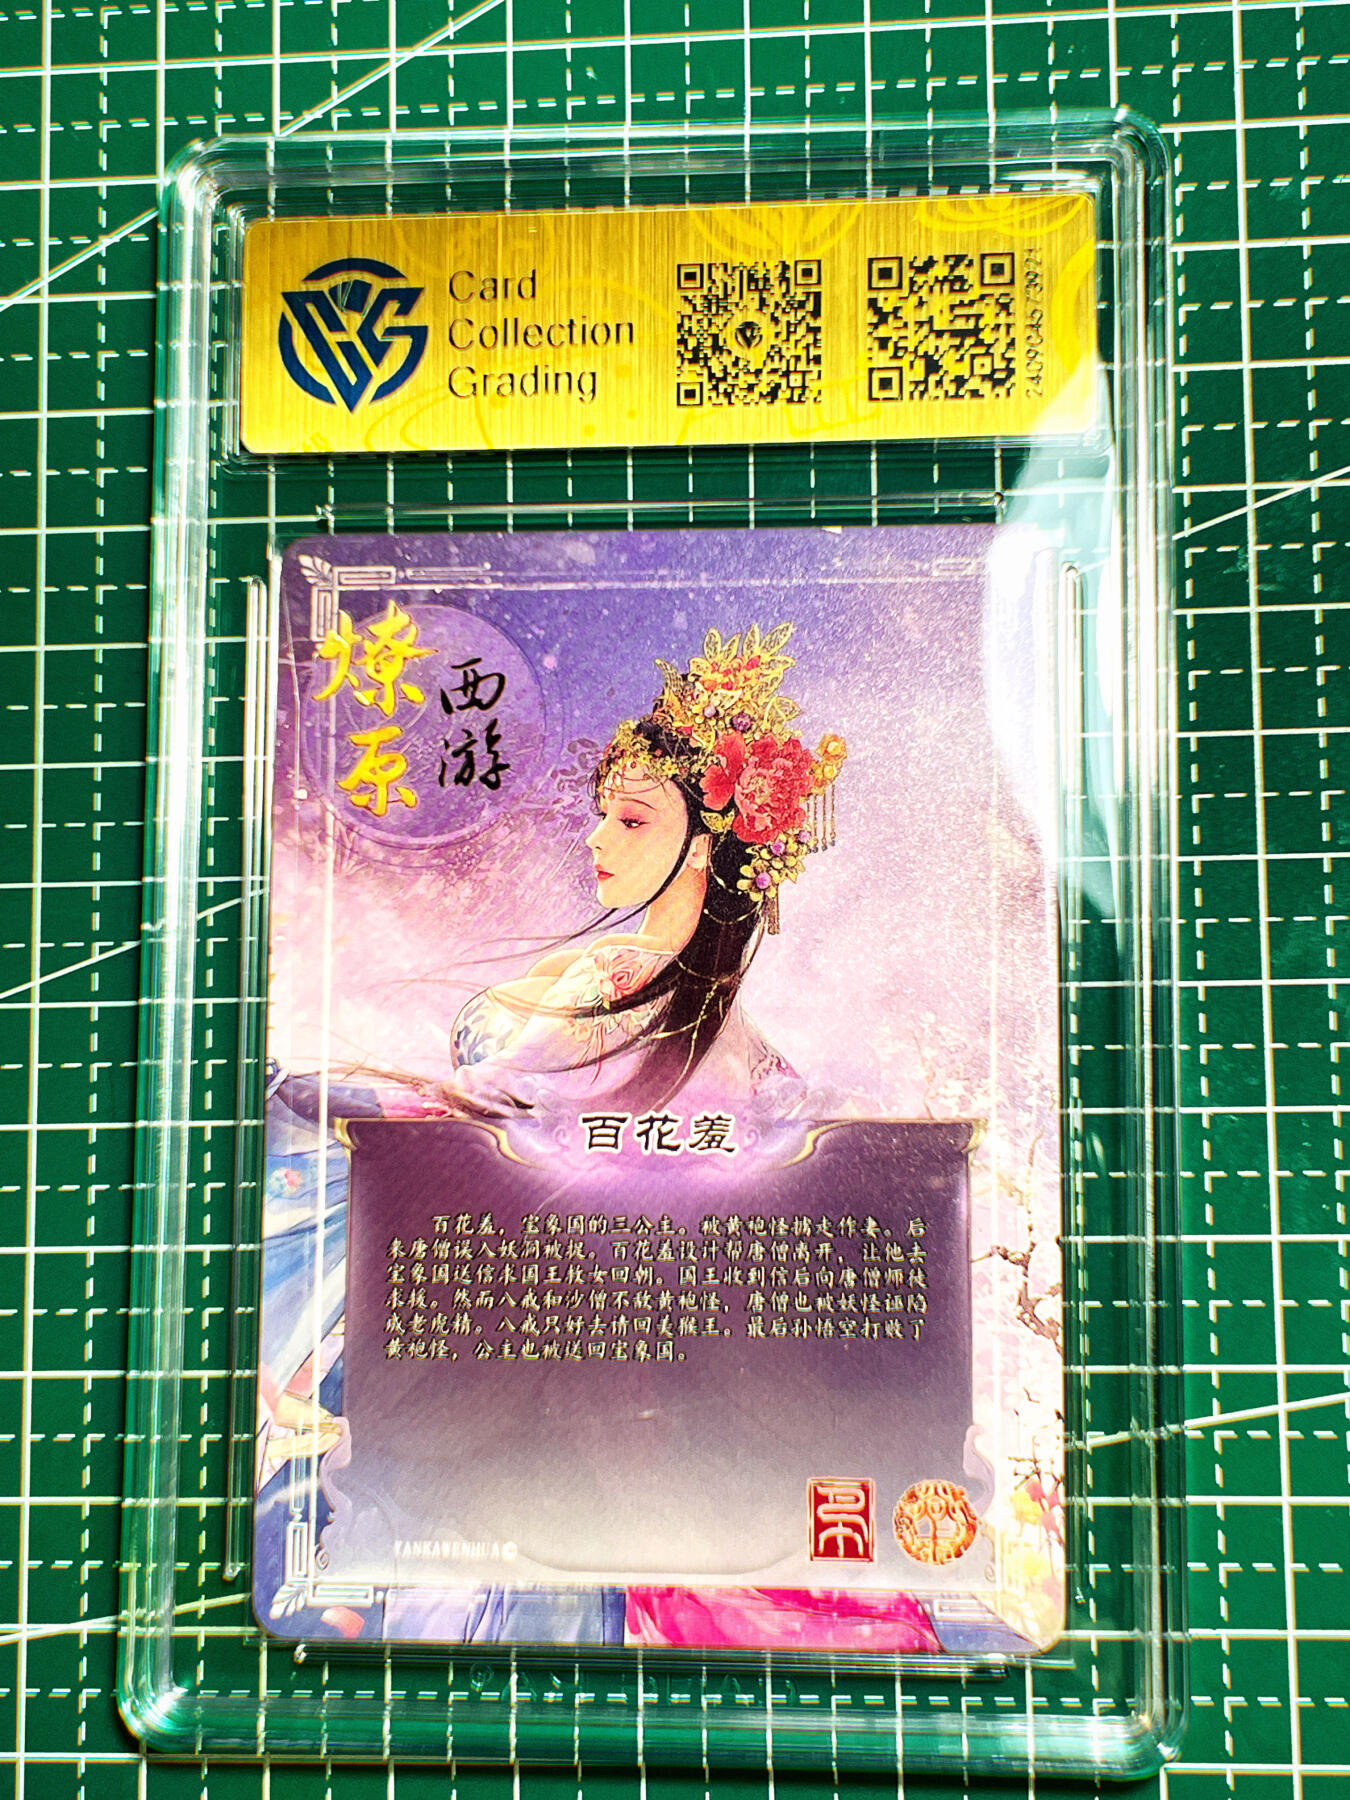 Card
Collection
Grading
燎原
西游
百花羞
百花羞，宝象国的三公主。被黄袍怪掳走作妻。后
来唐僧误入妖洞被捉。百花羞设计帮唐僧离开，让他去
宝象国送信求国王救女回朝。国王收到信后向唐僧师徒
求援。然而八戒和沙僧不敌黄袍怪，唐僧也被妖怪诬陷
成老虎精。八戒只好去请回美猴王。最后孙悟空打败了
黄袍怪，公主也被送回宝象国。